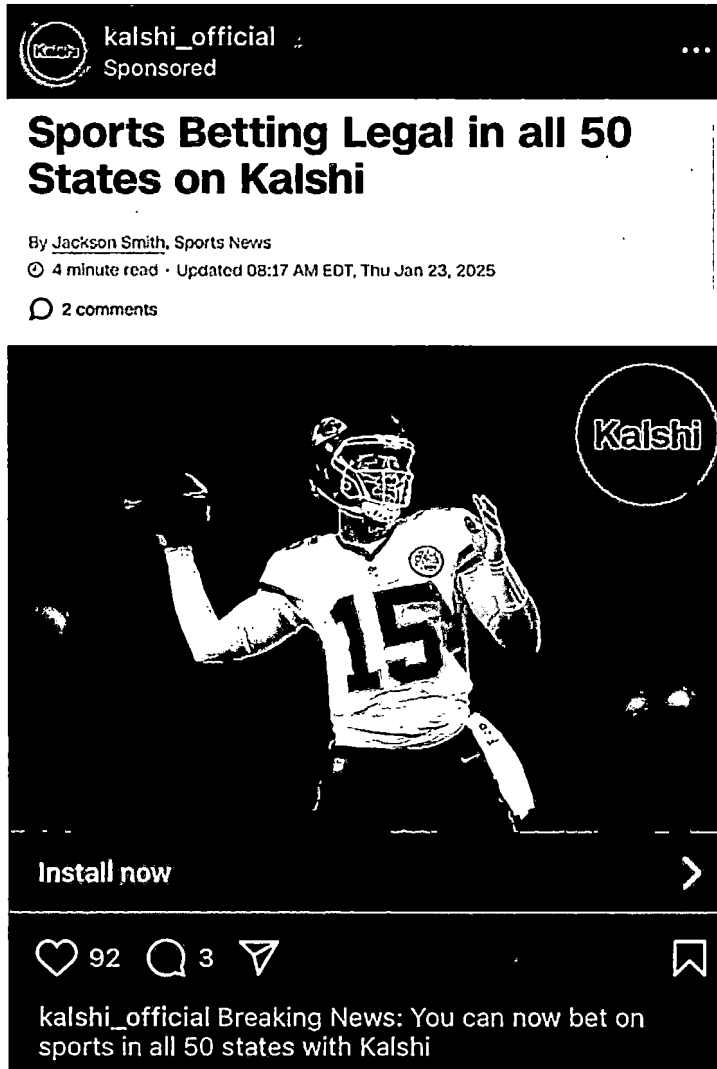 kalshi_official
Sponsored
Sports Betting Legal in all 50
States on Kalshi
By Jackson Smith, Sports News
4 minute read · Updated 08:17 AM EDT, Thu Jan 23, 2025
2 comments
Kalshi
15
Install now
92 3
kalshi_official Breaking News: You can now bet on
sports in all 50 states with Kalshi